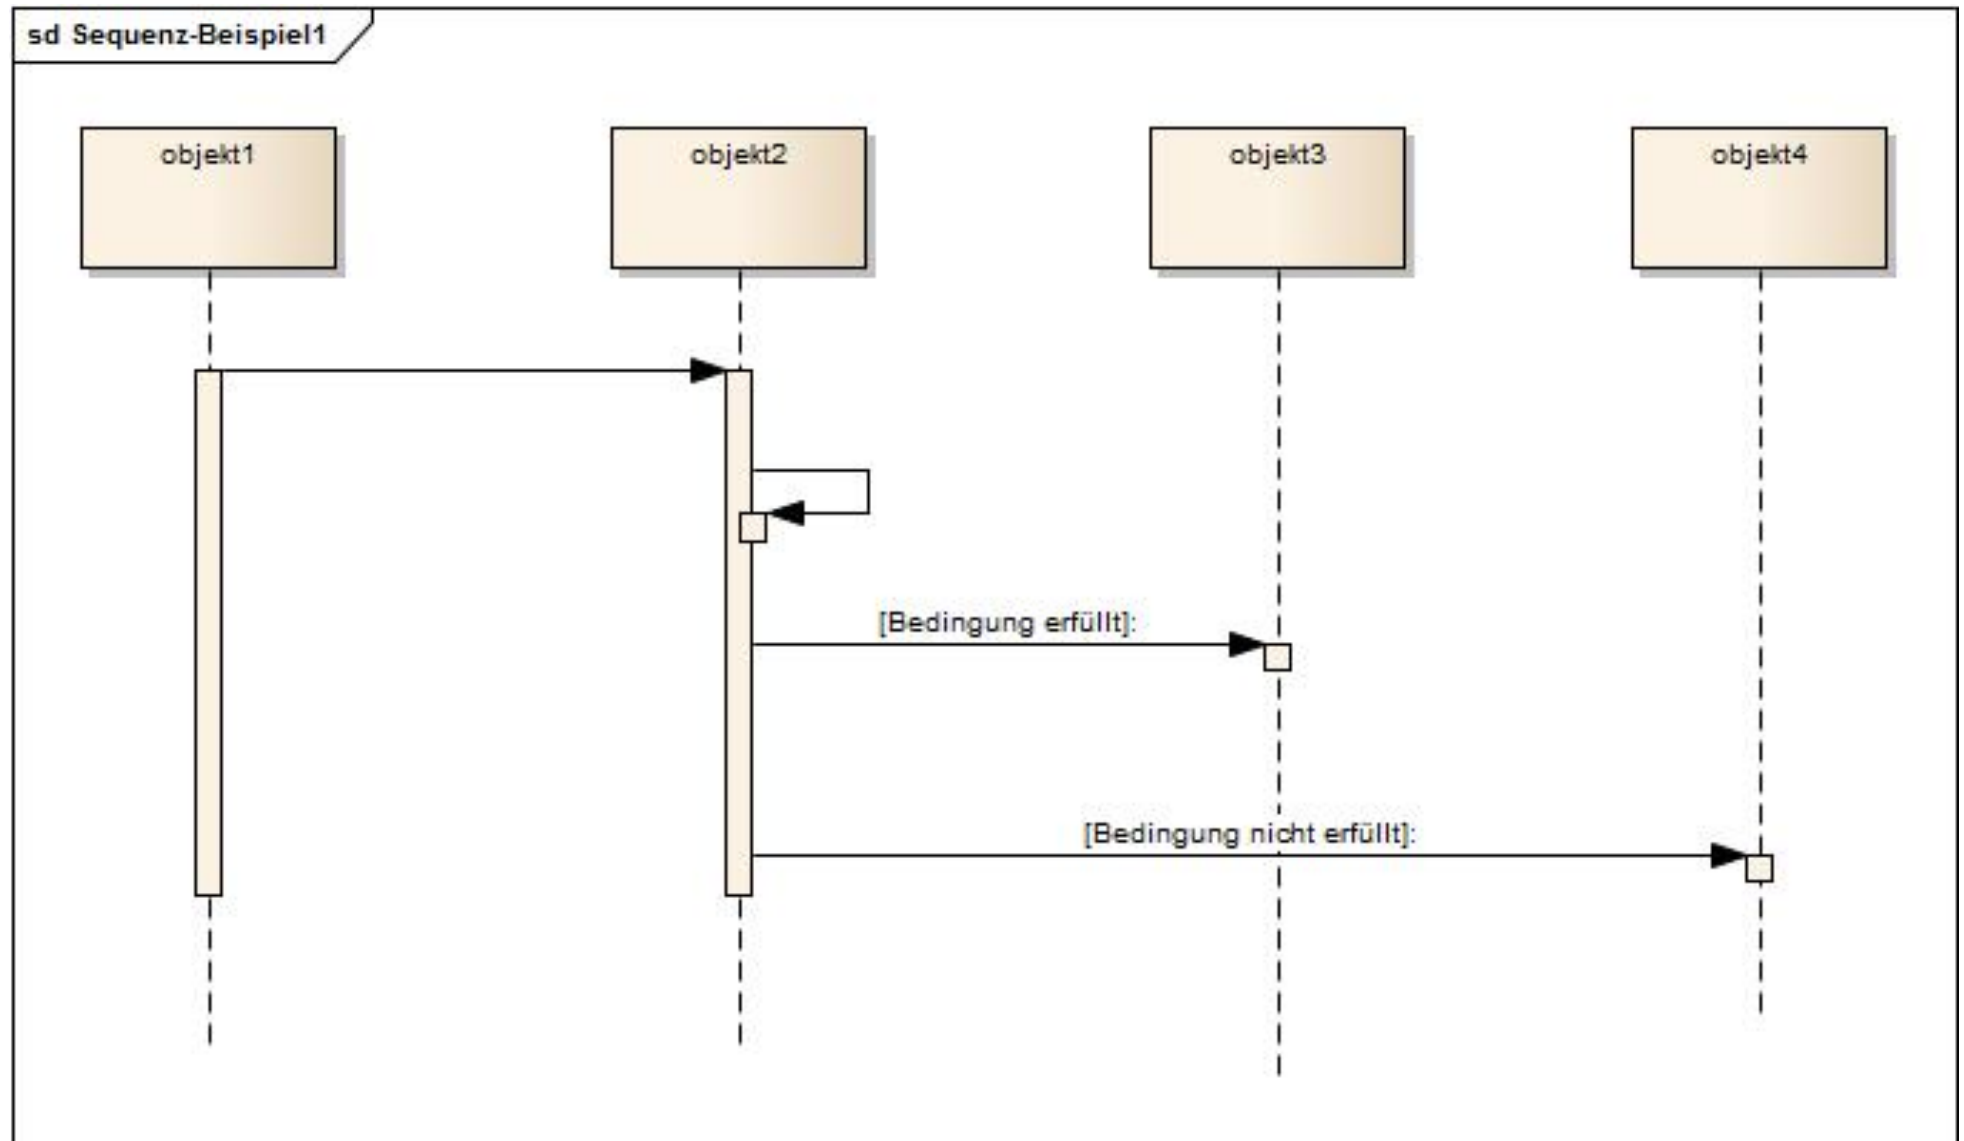 sd Sequenz-Beispiel1
objekt1
objekt2
objekt3
objekt4
[Bedingung erfüllt]:
[Bedingung nicht erfüllt]: